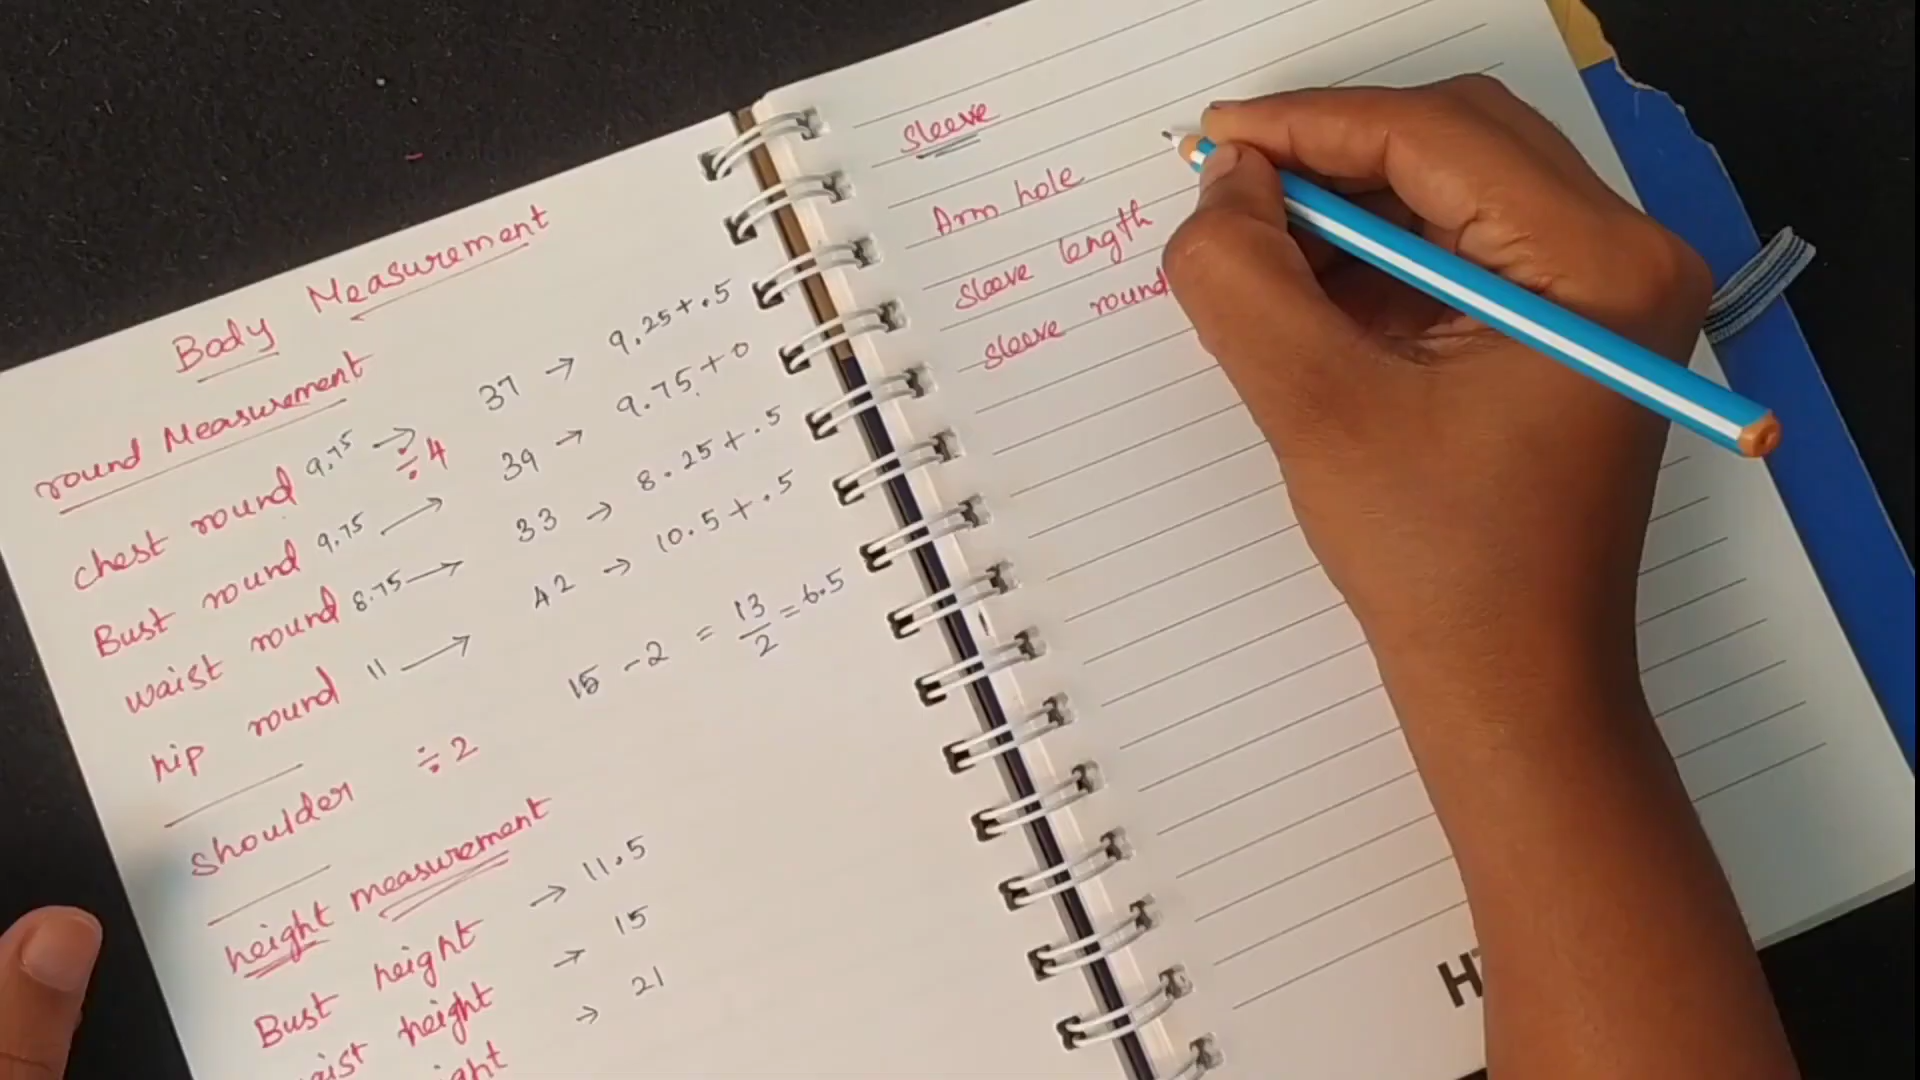 Body Measurement
round Measurement
chest round 9.75 → ÷4 37 → 9.25+.5
Bust round 9.75 → 39 → 9.75+0
waist round 8.75 → 33 → 8.25+.5
hip round 11 → 42 → 10.5+.5
shoulder ÷2 15 -2 = 13/2 = 6.5
height measurement
Bust height → 11.5
height → 15
→ 21
sleeve
Arm hole
sleeve length
sleeve round